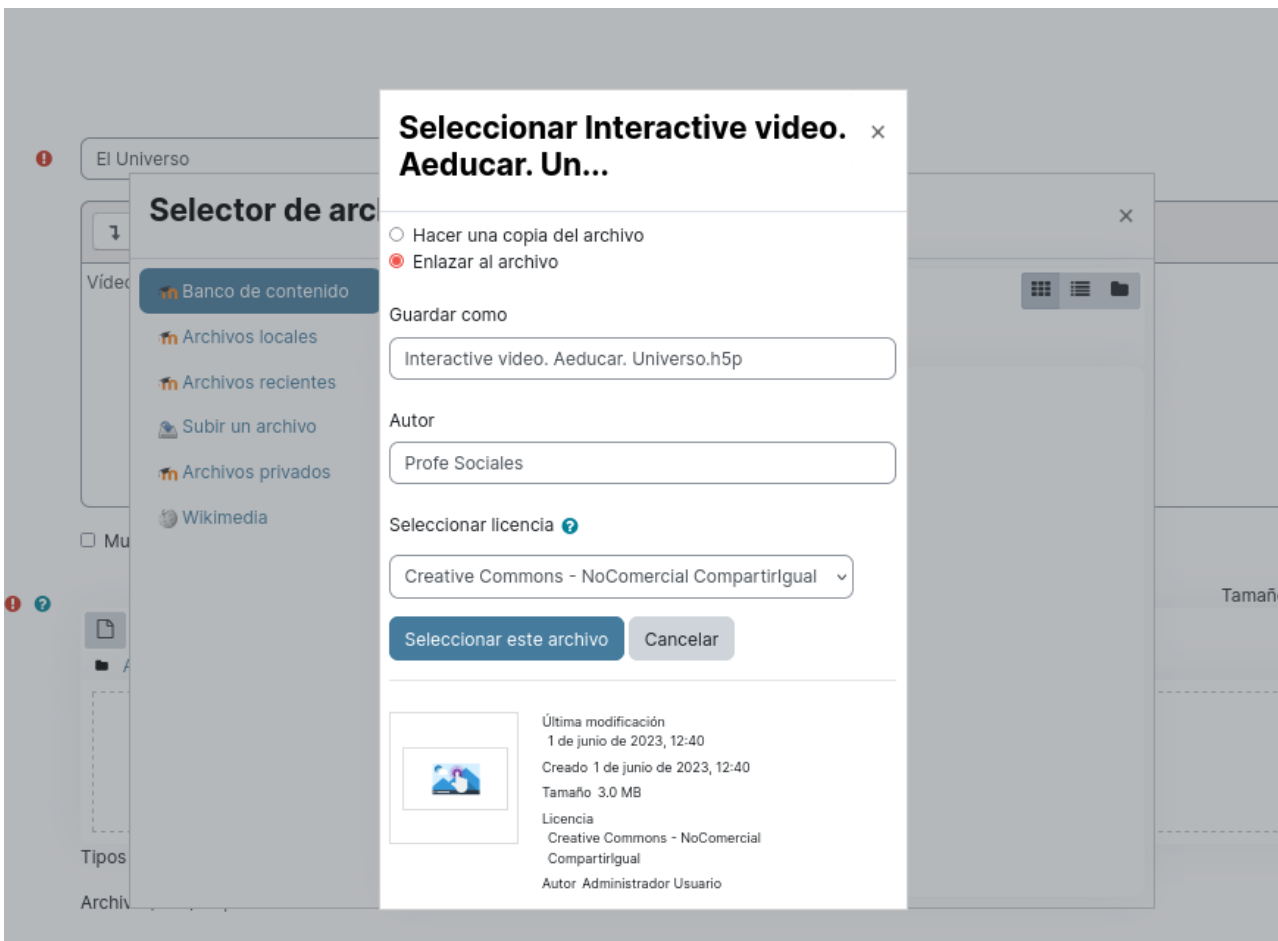 El Universo
Selector de arc
Vídeo
Banco de contenido
Archivos locales
Archivos recientes
Subir un archivo
Archivos privados
Wikimedia
Mu
Tamañ
Tipos
Archiv
Seleccionar Interactive video.
Aeducar. Un...
×
×
Hacer una copia del archivo
Enlazar al archivo
Guardar como
Interactive video. Aeducar. Universo.h5p
Autor
Profe Sociales
Seleccionar licencia
Creative Commons - NoComercial CompartirIgual
Seleccionar este archivo Cancelar
Última modificación
1 de junio de 2023, 12:40
Creado 1 de junio de 2023, 12:40
Tamaño 3.0 MB
Licencia
Creative Commons - NoComercial
CompartirIgual
Autor Administrador Usuario